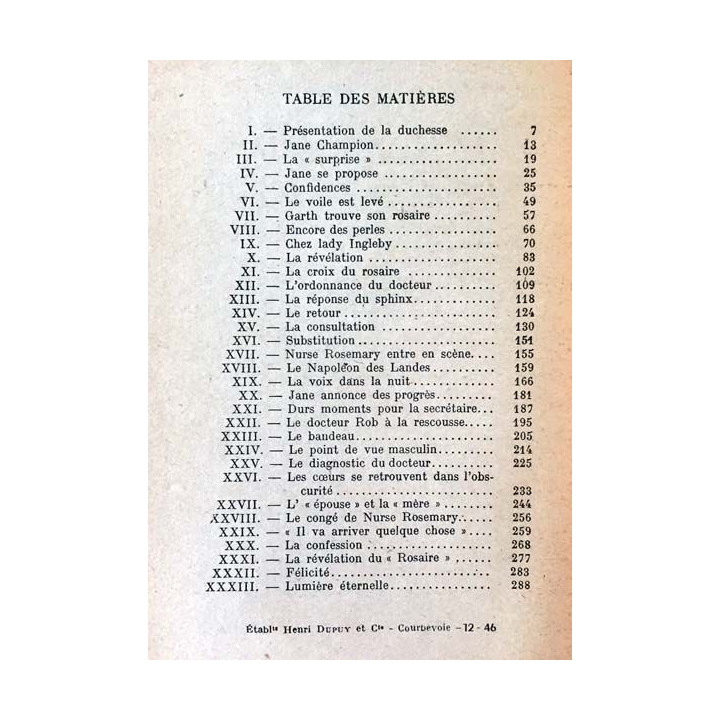 TABLE DES MATIÈRES
I. — Présentation de la duchesse ...... 7
II. — Jane Champion.................. 13
III. — La « surprise » .................. 19
IV. — Jane se propose ................ 25
V. — Confidences ..................... 35
VI. — Le voile est levé ................ 49
VII. — Garth trouve son rosaire ......... 57
VIII. — Encore des perles ................ 66
IX. — Chez lady Ingleby............... 70
X. — La révélation ................... 83
XI. — La croix du rosaire .............. 102
XII. — L'ordonnance du docteur......... 109
XIII. — La réponse du sphinx............ 118
XIV. — Le retour ...................... 124
XV. — La consultation ................. 130
XVI. — Substitution.................... 151
XVII. — Nurse Rosemary entre en scène.... 155
XVIII. — Le Napoléon des Landes.......... 159
XIX. — La voix dans la nuit............. 166
XX. — Jane annonce des progrès......... 181
XXI. — Durs moments pour la secrétaire... 187
XXII. — Le docteur Rob à la rescousse..... 195
XXIII. — Le bandeau..................... 205
XXIV. — Le point de vue masculin......... 214
XXV. — Le diagnostic du docteur.......... 225
XXVI. — Les cœurs se retrouvent dans l'obs-
curité ....................... 233
XXVII. — L' « épouse » et la « mère » ....... 244
XXVIII. — Le congé de Nurse Rosemary...... 256
XXIX. — « Il va arriver quelque chose » .... 259
XXX. — La confession ................... 268
XXXI. — La révélation du « Rosaire » ...... 277
XXXII. — Félicité........................ 283
XXXIII. — Lumière éternelle................ 288
Établts Henri DUPUY et Cie - Courbevoie - 12 - 46